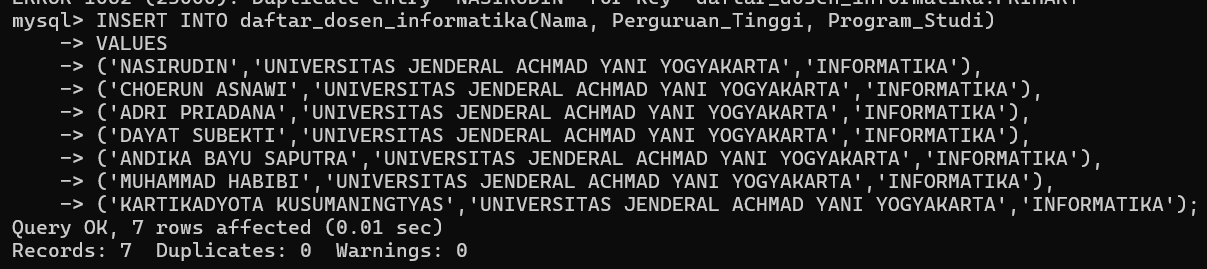 ERROR 1062 (23000): Duplicate entry 'NASIRUDIN' for key 'daftar_dosen_informatika.PRIMARY'
mysql> INSERT INTO daftar_dosen_informatika(Nama, Perguruan_Tinggi, Program_Studi)
    -> VALUES
    -> ('NASIRUDIN','UNIVERSITAS JENDERAL ACHMAD YANI YOGYAKARTA','INFORMATIKA'),
    -> ('CHOERUN ASNAWI','UNIVERSITAS JENDERAL ACHMAD YANI YOGYAKARTA','INFORMATIKA'),
    -> ('ADRI PRIADANA','UNIVERSITAS JENDERAL ACHMAD YANI YOGYAKARTA','INFORMATIKA'),
    -> ('DAYAT SUBEKTI','UNIVERSITAS JENDERAL ACHMAD YANI YOGYAKARTA','INFORMATIKA'),
    -> ('ANDIKA BAYU SAPUTRA','UNIVERSITAS JENDERAL ACHMAD YANI YOGYAKARTA','INFORMATIKA'),
    -> ('MUHAMMAD HABIBI','UNIVERSITAS JENDERAL ACHMAD YANI YOGYAKARTA','INFORMATIKA'),
    -> ('KARTIKADYOTA KUSUMANINGTYAS','UNIVERSITAS JENDERAL ACHMAD YANI YOGYAKARTA','INFORMATIKA');
Query OK, 7 rows affected (0.01 sec)
Records: 7  Duplicates: 0  Warnings: 0